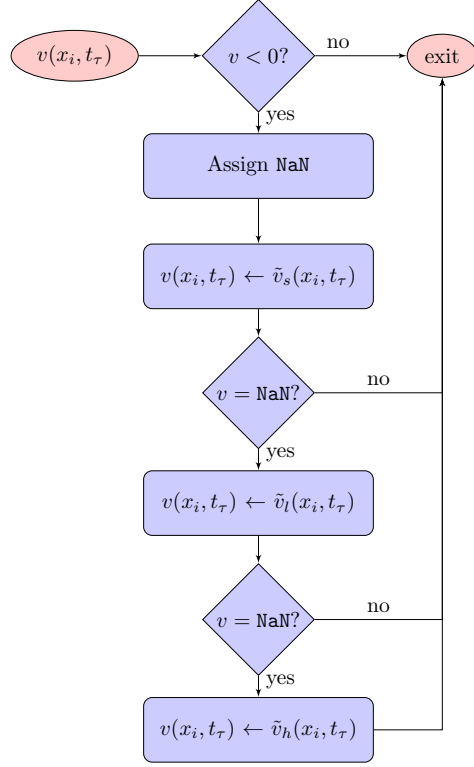 v(x_i, t_τ)
v < 0?
no
exit
yes
Assign NaN
v(x_i, t_τ) ← ṽ_s(x_i, t_τ)
v = NaN?
no
yes
v(x_i, t_τ) ← ṽ_l(x_i, t_τ)
v = NaN?
no
yes
v(x_i, t_τ) ← ṽ_h(x_i, t_τ)